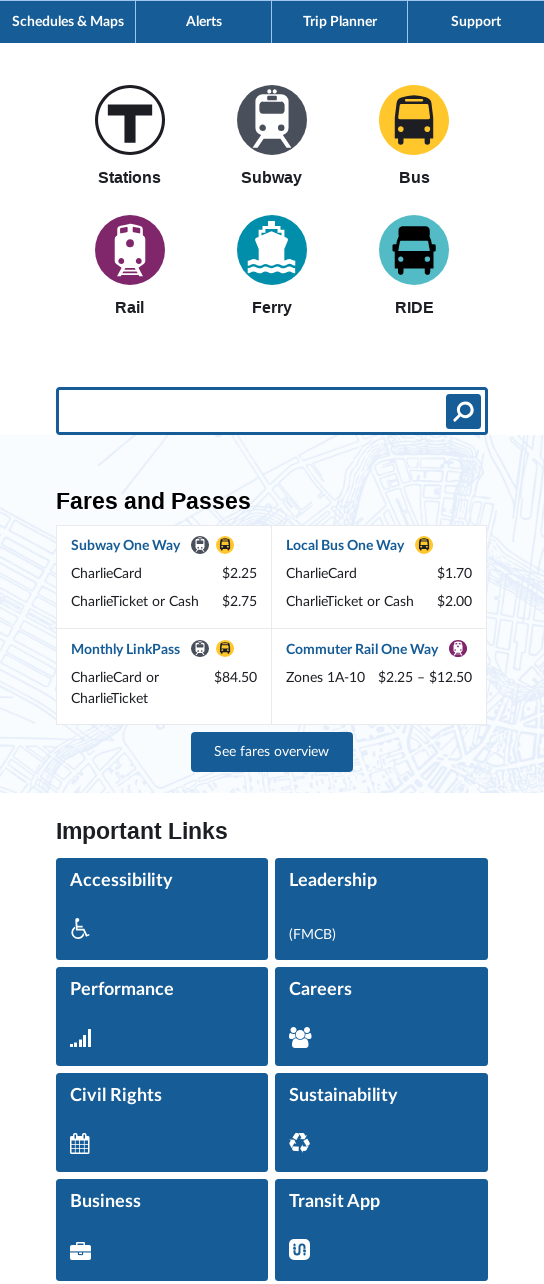 Schedules & Maps
Alerts
Trip Planner
Support
T
Stations
Subway
Bus
Rail
Ferry
RIDE
Fares and Passes
Subway One Way
CharlieCard $2.25
CharlieTicket or Cash $2.75
Local Bus One Way
CharlieCard $1.70
CharlieTicket or Cash $2.00
Monthly LinkPass
CharlieCard or $84.50
CharlieTicket
Commuter Rail One Way
Zones 1A-10 $2.25 – $12.50
See fares overview
Important Links
Accessibility
Leadership
(FMCB)
Performance
Careers
Civil Rights
Sustainability
Business
Transit App